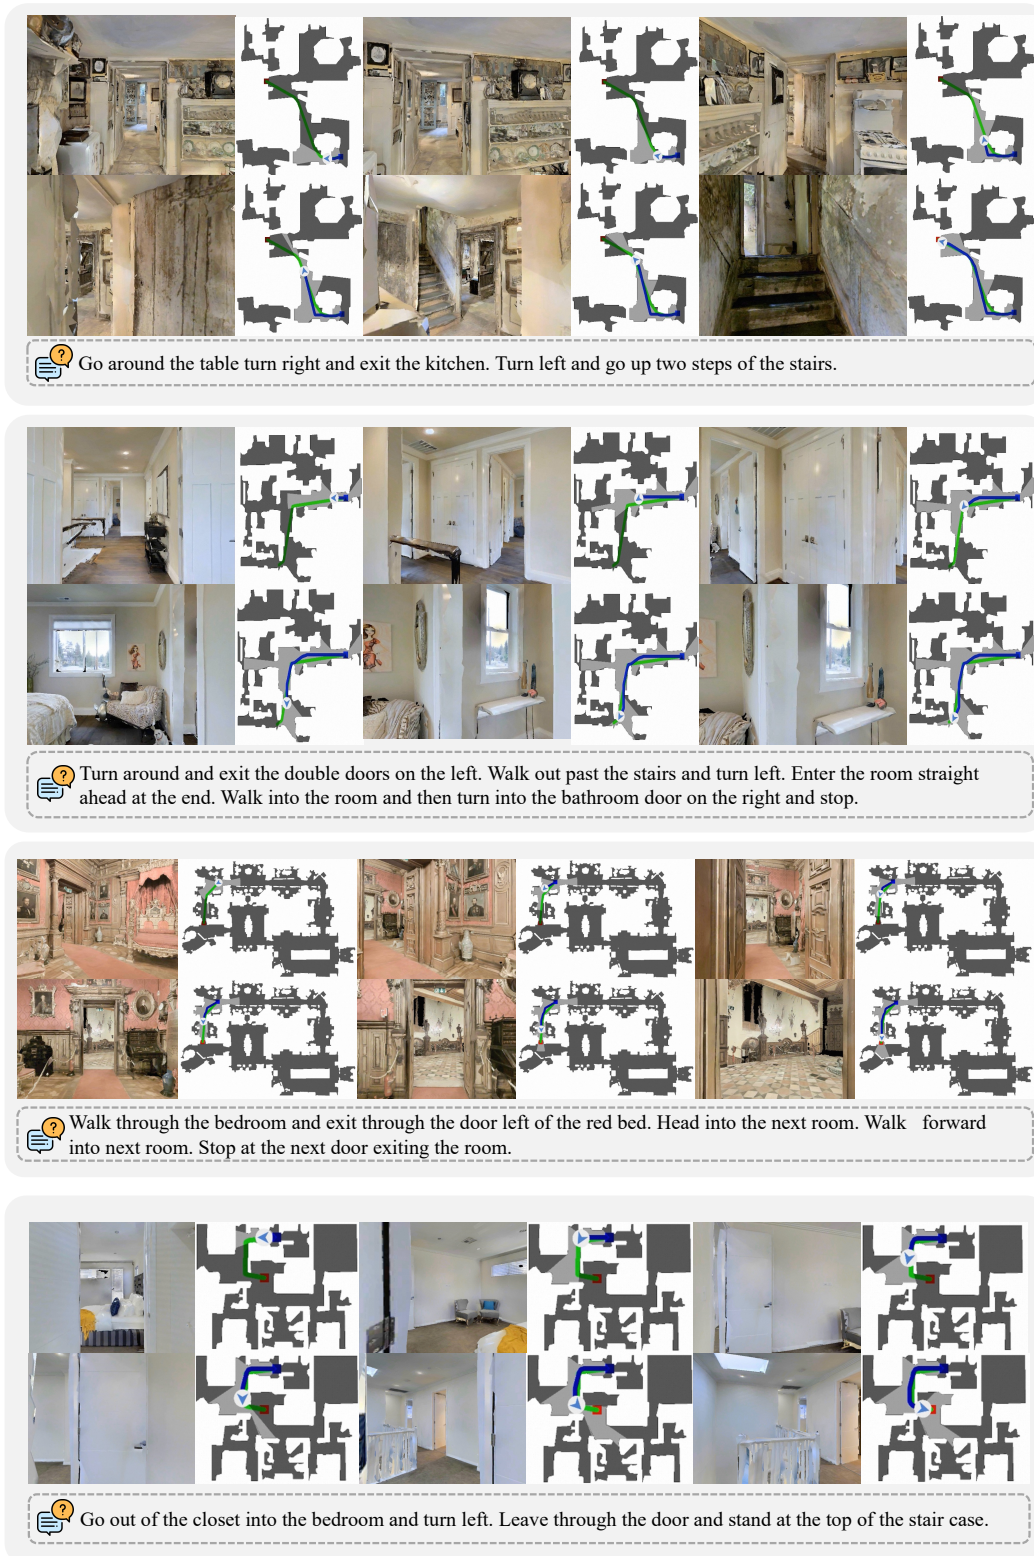 Go around the table turn right and exit the kitchen. Turn left and go up two steps of the stairs.
Turn around and exit the double doors on the left. Walk out past the stairs and turn left. Enter the room straight
ahead at the end. Walk into the room and then turn into the bathroom door on the right and stop.
Walk through the bedroom and exit through the door left of the red bed. Head into the next room. Walk forward
into next room. Stop at the next door exiting the room.
Go out of the closet into the bedroom and turn left. Leave through the door and stand at the top of the stair case.